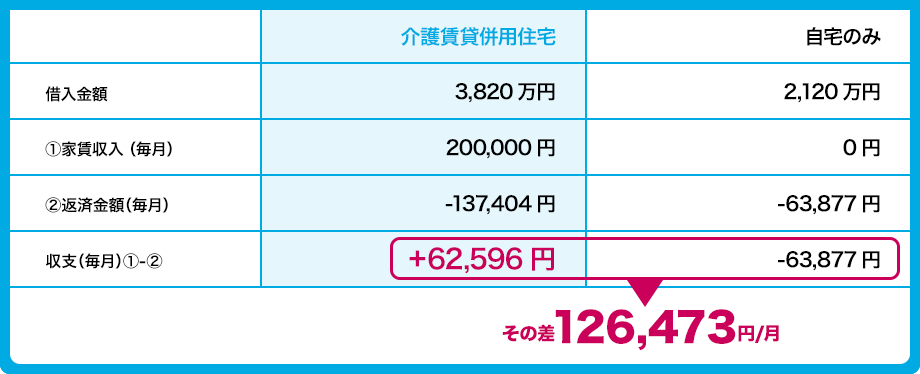 介護賃貸併用住宅 自宅のみ
借入金額 3,820 万円 2,120 万円
①家賃収入 (毎月) 200,000 円 0 円
②返済金額(毎月) -137,404 円 -63,877 円
収支(毎月)①-② +62,596 円 -63,877 円
その差126,473円/月